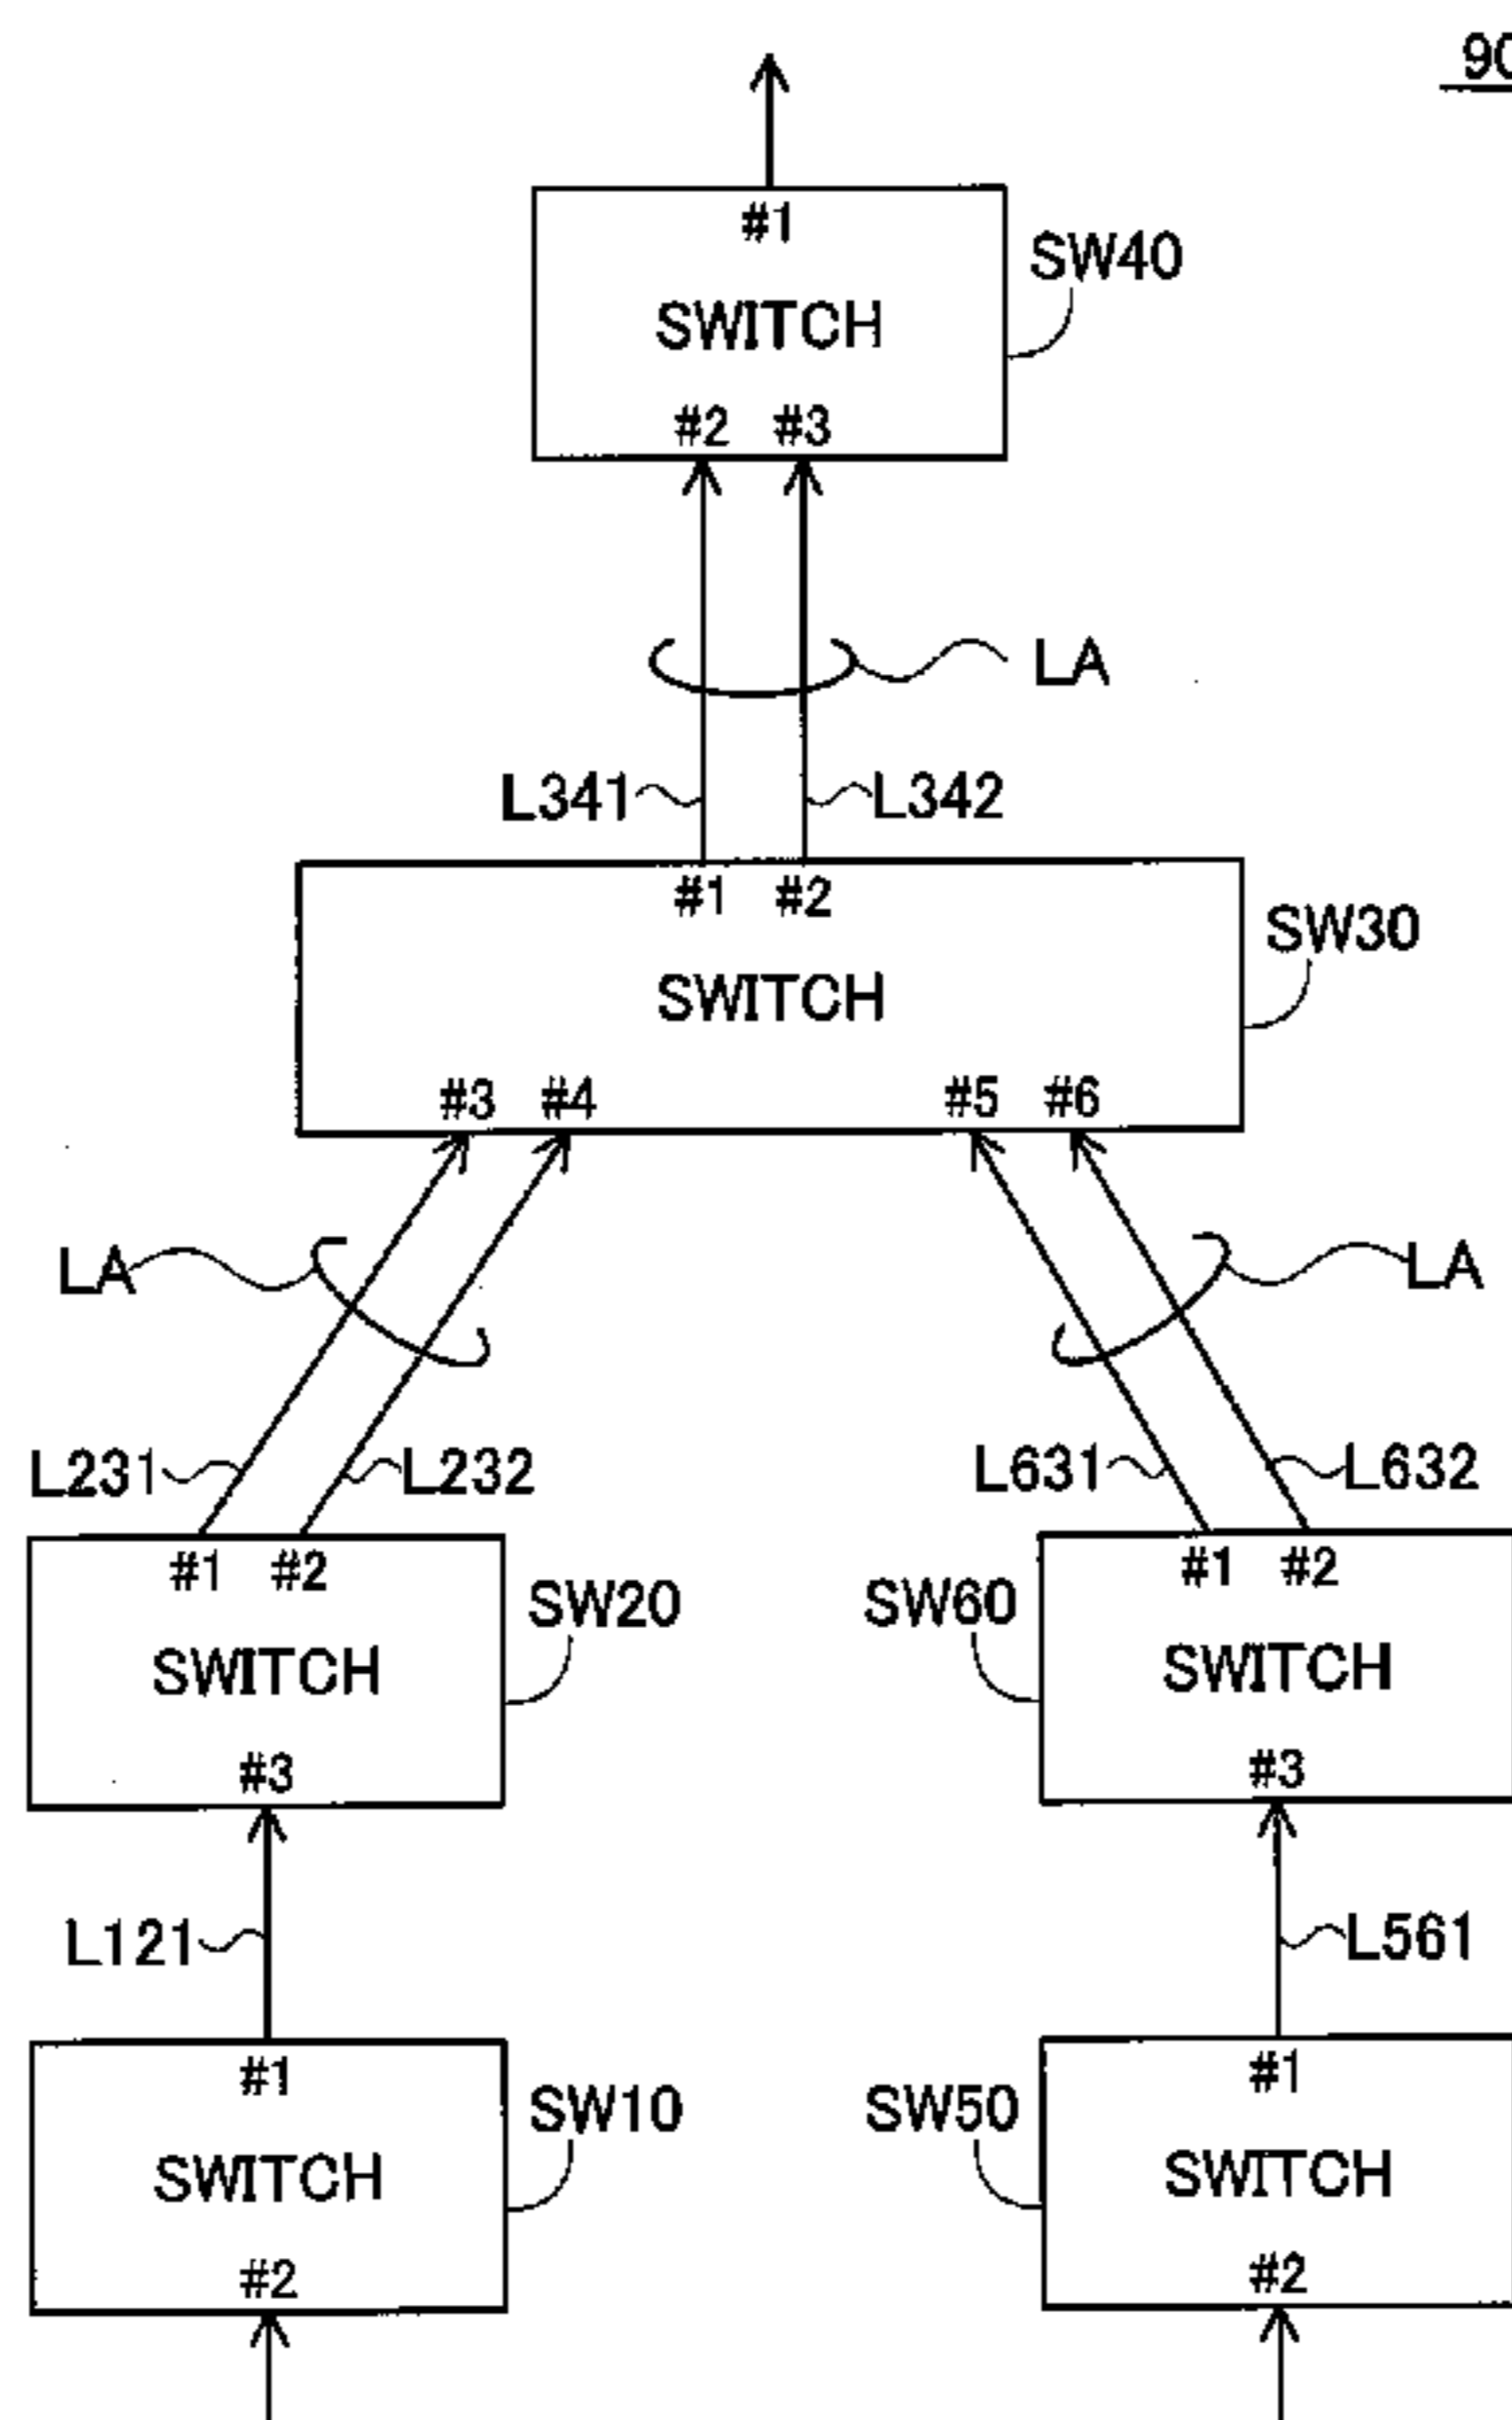 90
#1
SW40
SWITCH
#2 #3
LA
L341 L342
#1 #2
SW30
SWITCH
#3 #4 #5 #6
LA LA
L231 L232 L631 L632
#1 #2 #1 #2
SW20 SW60
SWITCH SWITCH
#3 #3
L121 L561
#1 #1
SW10 SW50
SWITCH SWITCH
#2 #2